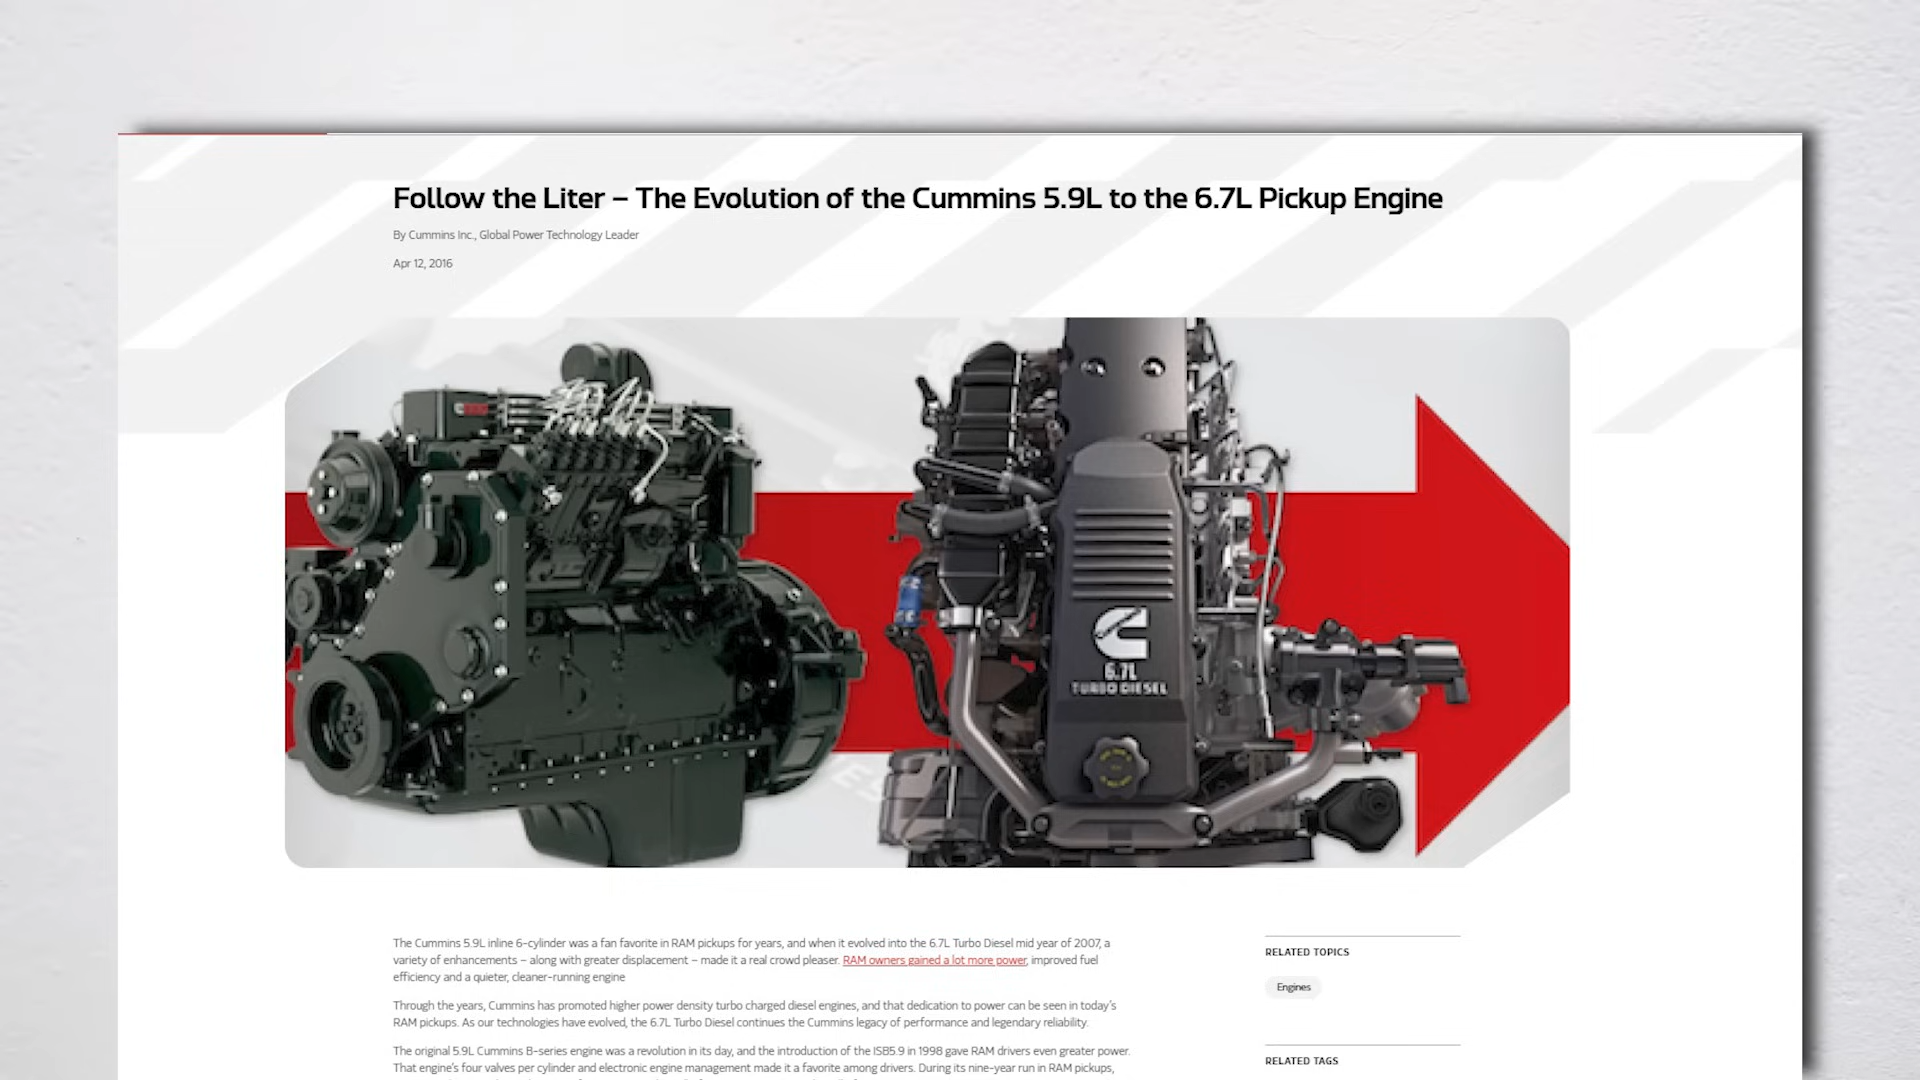 Follow the Liter – The Evolution of the Cummins 5.9L to the 6.7L Pickup Engine
By Cummins Inc., Global Power Technology Leader
Apr 12, 2016
6.7L
TURBO DIESEL
The Cummins 5.9L inline 6-cylinder was a fan favorite in RAM pickups for years, and when it evolved into the 6.7L Turbo Diesel mid year of 2007, a
variety of enhancements – along with greater displacement – made it a real crowd pleaser. RAM owners gained a lot more power, improved fuel
efficiency and a quieter, cleaner-running engine
Through the years, Cummins has promoted higher power density turbo charged diesel engines, and that dedication to power can be seen in today's
RAM pickups. As our technologies have evolved, the 6.7L Turbo Diesel continues the Cummins legacy of performance and legendary reliability.
The original 5.9L Cummins B-series engine was a revolution in its day, and the introduction of the ISB5.9 in 1998 gave RAM drivers even greater power.
That engine's four valves per cylinder and electronic engine management made it a favorite among drivers. During its nine-year run in RAM pickups,
RELATED TOPICS
Engines
RELATED TAGS